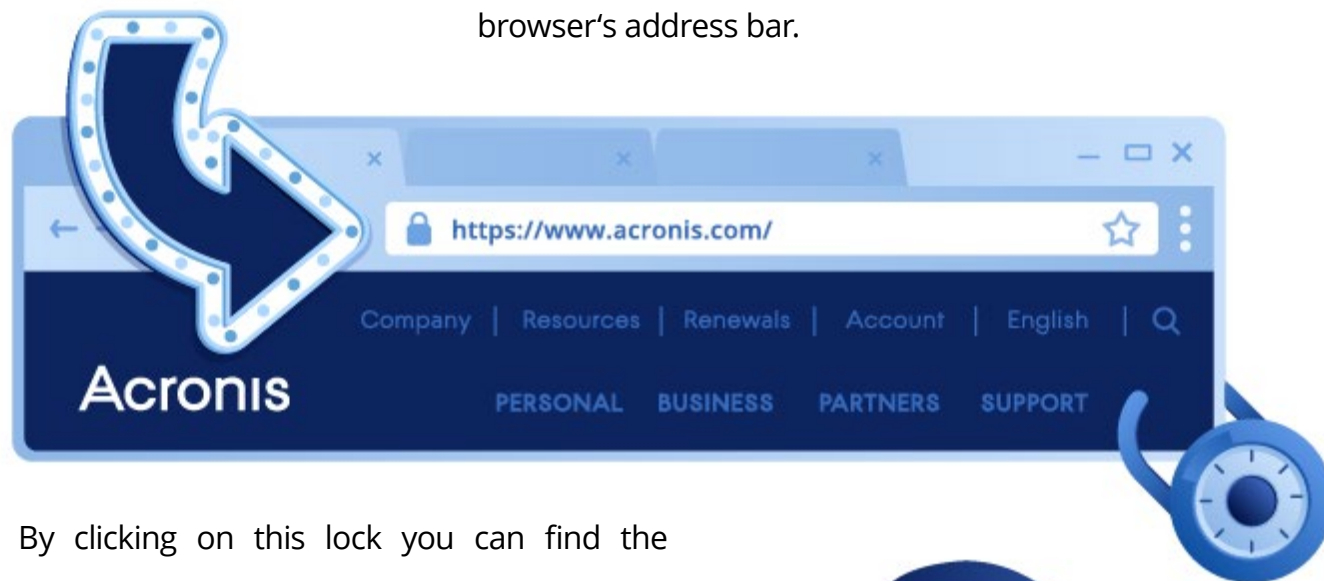 browser‘s address bar.
https://www.acronis.com/
Company | Resources | Renewals | Account | English |
Acronis
PERSONAL BUSINESS PARTNERS SUPPORT
By clicking on this lock you can find the